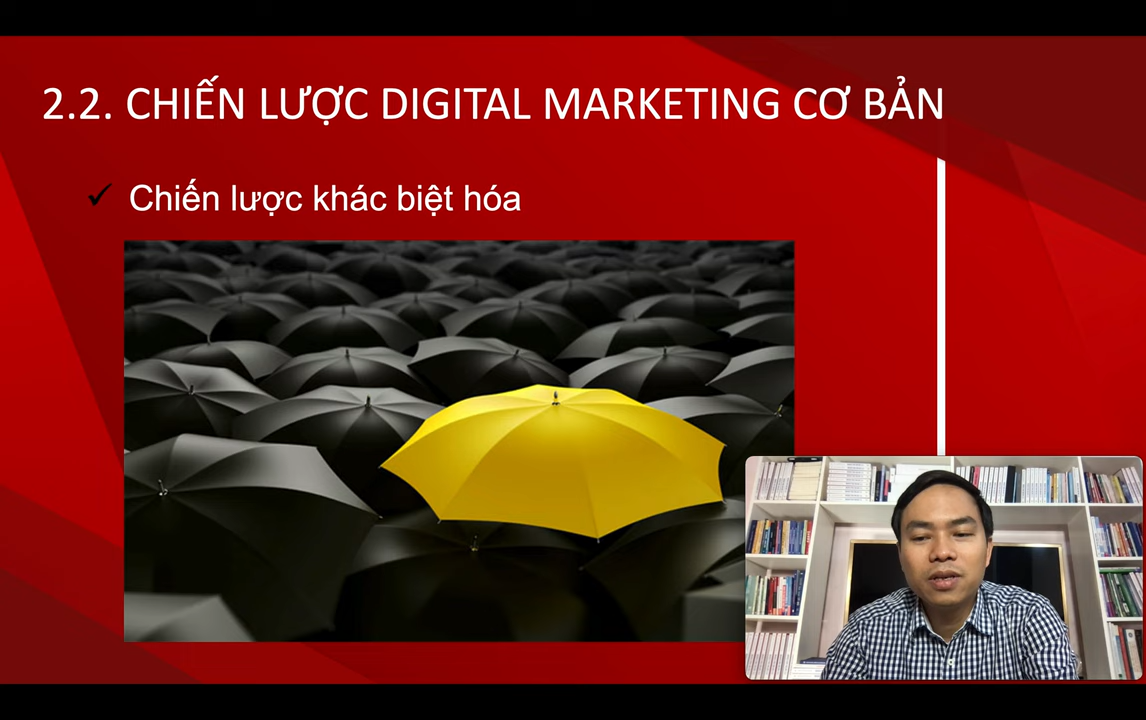 2.2. CHIẾN LƯỢC DIGITAL MARKETING CƠ BẢN
Chiến lược khác biệt hóa